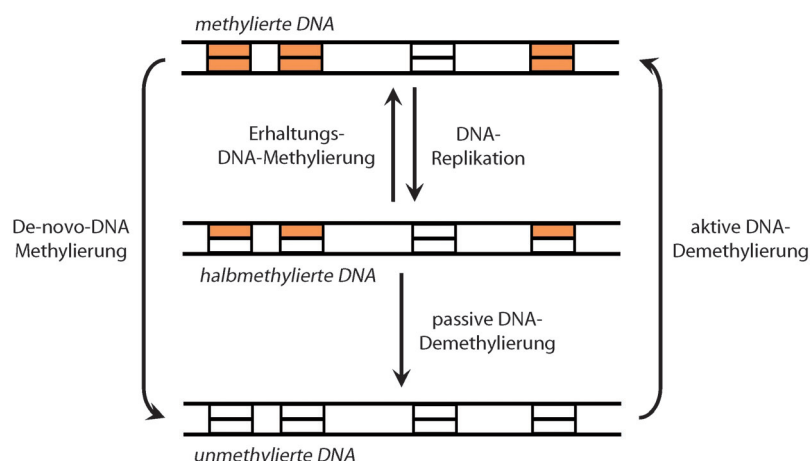 methylierte DNA
Erhaltungs-
DNA-Methylierung
DNA-
Replikation
De-novo-DNA
Methylierung
aktive DNA-
Demethylierung
halbmethylierte DNA
passive DNA-
Demethylierung
unmethylierte DNA